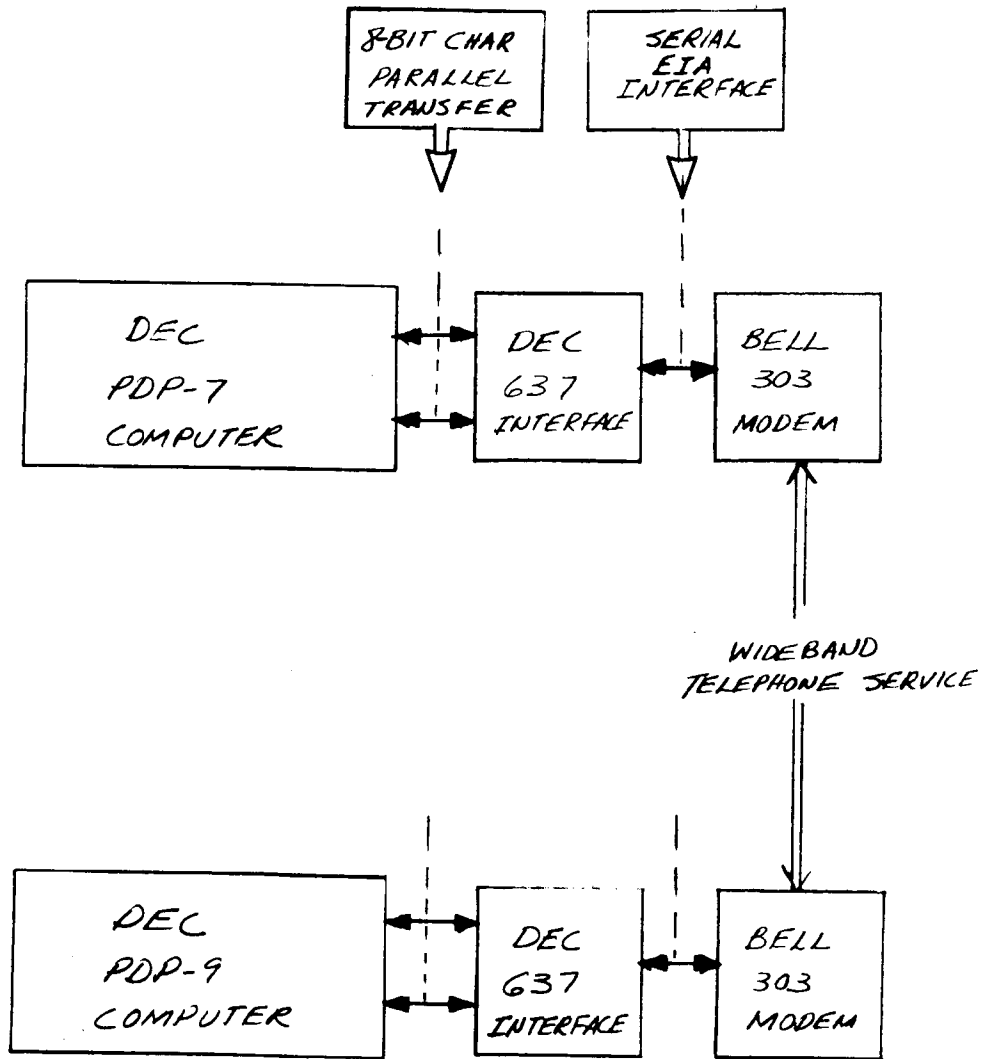 8-BIT CHAR
PARALLEL
TRANSFER
SERIAL
EIA
INTERFACE
DEC
PDP-7
COMPUTER
DEC
637
INTERFACE
BELL
303
MODEM
WIDEBAND
TELEPHONE SERVICE
DEC
PDP-9
COMPUTER
DEC
637
INTERFACE
BELL
303
MODEM